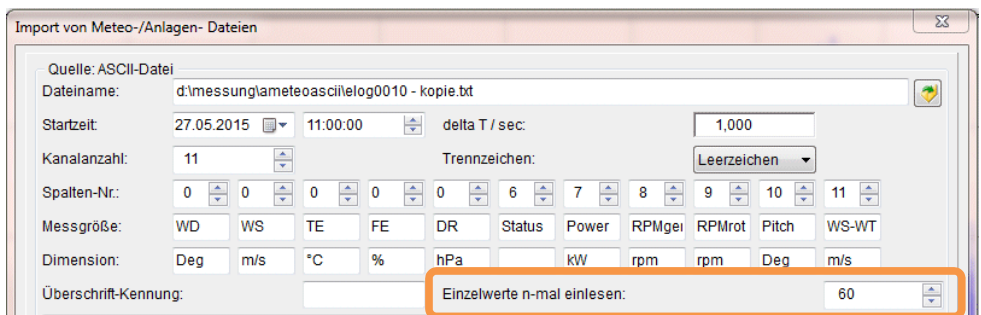 Import von Meteo-/Anlagen- Dateien
Quelle: ASCII-Datei
Dateiname: d:\messung\ameteoascii\elog0010 - kopie.txt
Startzeit: 27.05.2015 11:00:00 delta T / sec: 1,000
Kanalanzahl: 11 Trennzeichen: Leerzeichen
Spalten-Nr.: 0 0 0 0 0 6 7 8 9 10 11
Messgröße: WD WS TE FE DR Status Power RPMger RPMrot Pitch WS-WT
Dimension: Deg m/s °C % hPa kW rpm rpm Deg m/s
Überschrift-Kennung: Einzelwerte n-mal einlesen: 60